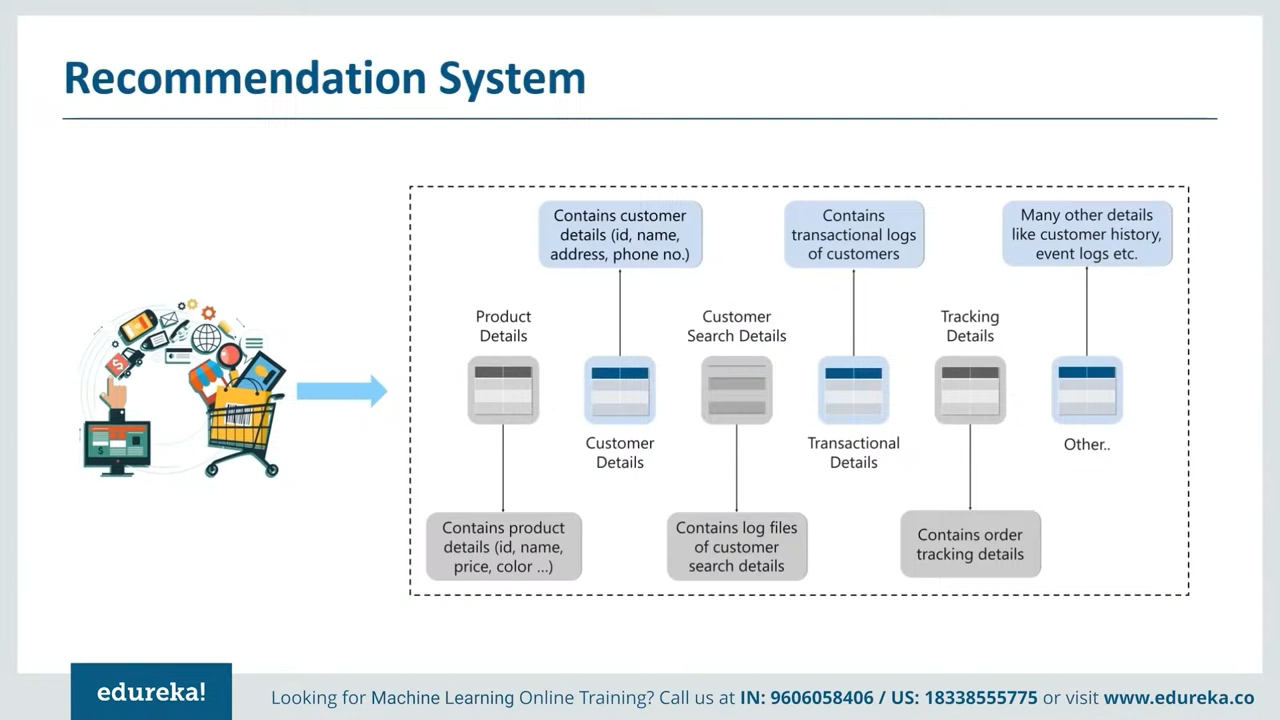 Recommendation System
Contains customer
details (id, name,
address, phone no.)
Contains
transactional logs
of customers
Many other details
like customer history,
event logs etc.
Product
Details
Customer
Search Details
Tracking
Details
Customer
Details
Transactional
Details
Other..
Contains product
details (id, name,
price, color ...)
Contains log files
of customer
search details
Contains order
tracking details
edureka!
Looking for Machine Learning Online Training? Call us at IN: 9606058406 / US: 18338555775 or visit www.edureka.co